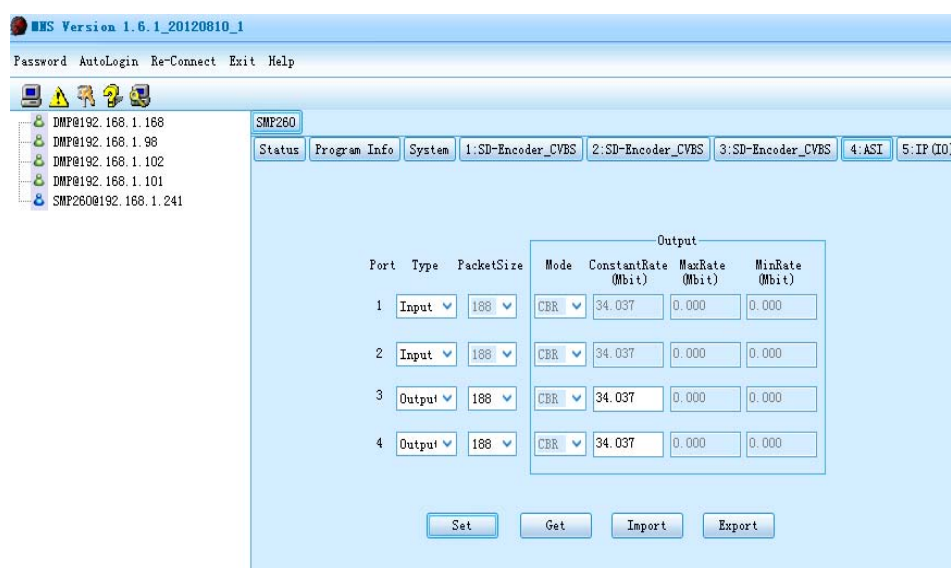 MNS Version 1.6.1_20120810_1
Password AutoLogin Re-Connect Exit Help
DMP@192.168.1.168
DMP@192.168.1.98
DMP@192.168.1.102
DMP@192.168.1.101
SMP260@192.168.1.241
SMP260
Status Program Info System 1:SD-Encoder_CVBS 2:SD-Encoder_CVBS 3:SD-Encoder_CVBS 4:ASI 5:IP(IO)
Output
Port Type PacketSize Mode ConstantRate MaxRate MinRate
(Mbit) (Mbit) (Mbit)
1 Input 188 CBR 34.037 0.000 0.000
2 Input 188 CBR 34.037 0.000 0.000
3 Output 188 CBR 34.037 0.000 0.000
4 Output 188 CBR 34.037 0.000 0.000
Set Get Import Export